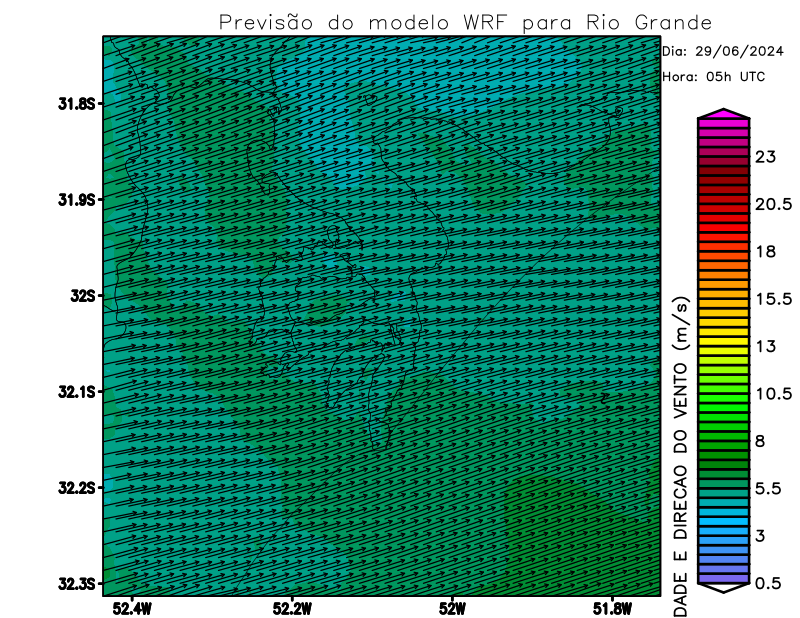 Previsão do modelo WRF para Rio Grande
Dia: 29/06/2024
Hora: 05h UTC
31.8S
31.9S
32S
32.1S
32.2S
32.3S
52.4W
52.2W
52W
51.8W
DADE E DIRECAO DO VENTO (m/s)
23
20.5
18
15.5
13
10.5
8
5.5
3
0.5